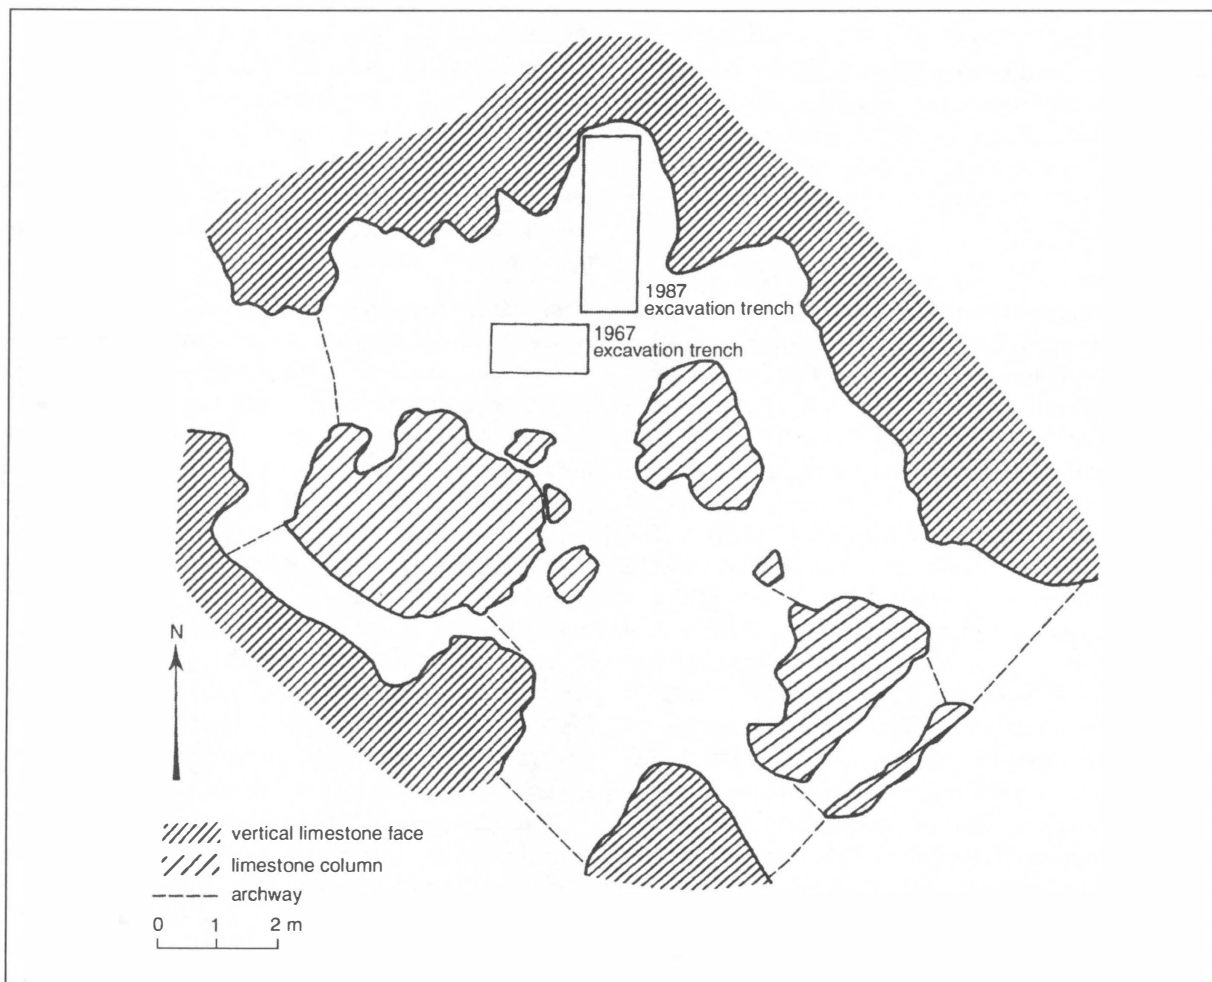 1987
excavation trench
1967
excavation trench
N
vertical limestone face
limestone column
archway
0 1 2 m